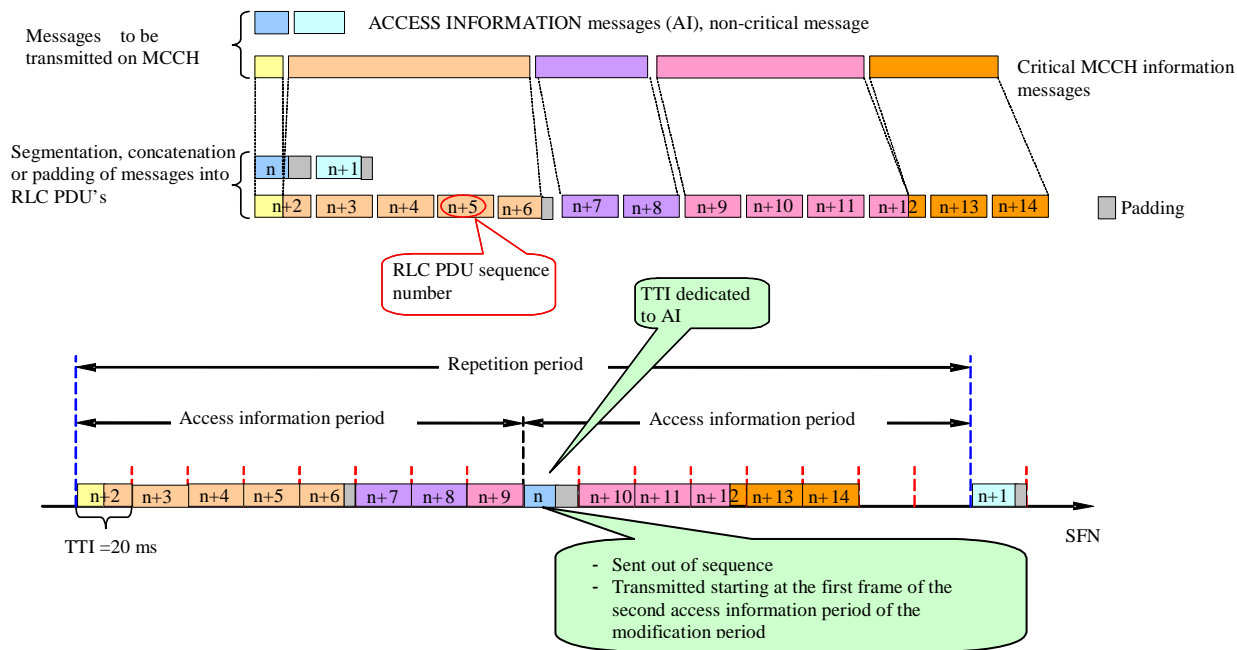 ACCESS INFORMATION messages (AI), non-critical message
Messages to be
transmitted on MCCH
Critical MCCH information
messages
Segmentation, concatenation
or padding of messages into
RLC PDU's
n
n+1
n+2
n+3
n+4
n+5
n+6
n+7
n+8
n+9
n+10
n+11
n+12
n+13
n+14
Padding
RLC PDU sequence
number
TTI dedicated
to AI
Repetition period
Access information period
Access information period
n+2
n+3
n+4
n+5
n+6
n+7
n+8
n+9
n
n+10
n+11
n+12
n+13
n+14
n+1
TTI =20 ms
SFN
- Sent out of sequence
- Transmitted starting at the first frame of the
second access information period of the
modification period